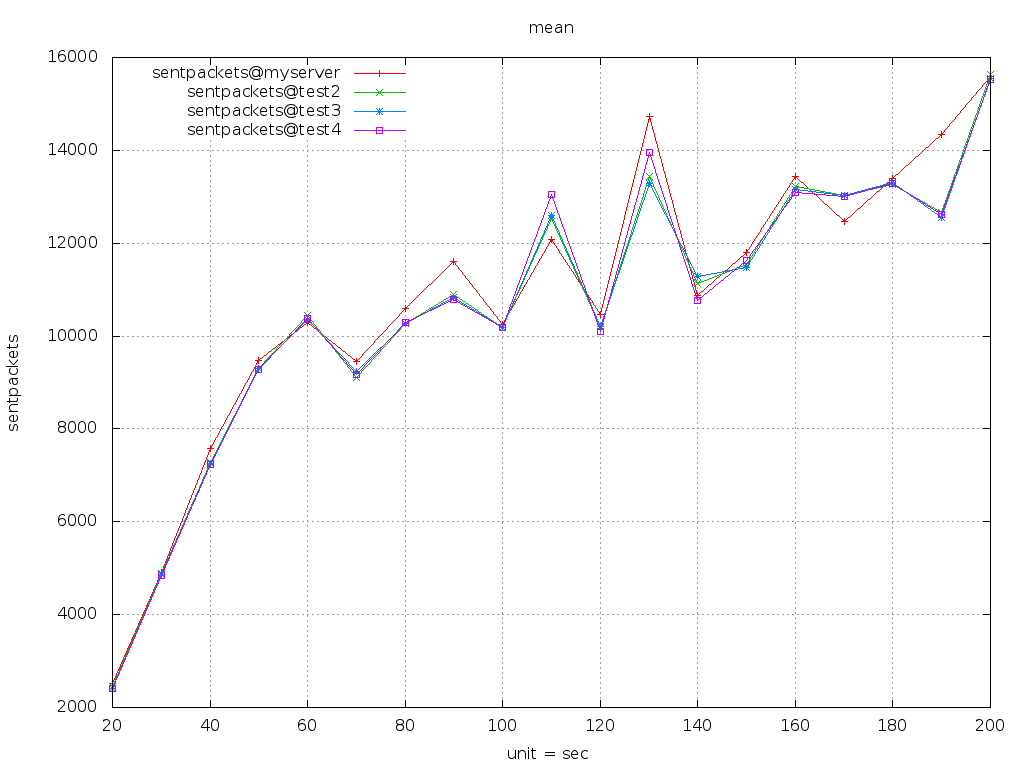 mean
16000
14000
12000
10000
8000
6000
4000
2000
sentpackets
sentpackets@myserver
sentpackets@test2
sentpackets@test3
sentpackets@test4
20 40 60 80 100 120 140 160 180 200
unit = sec